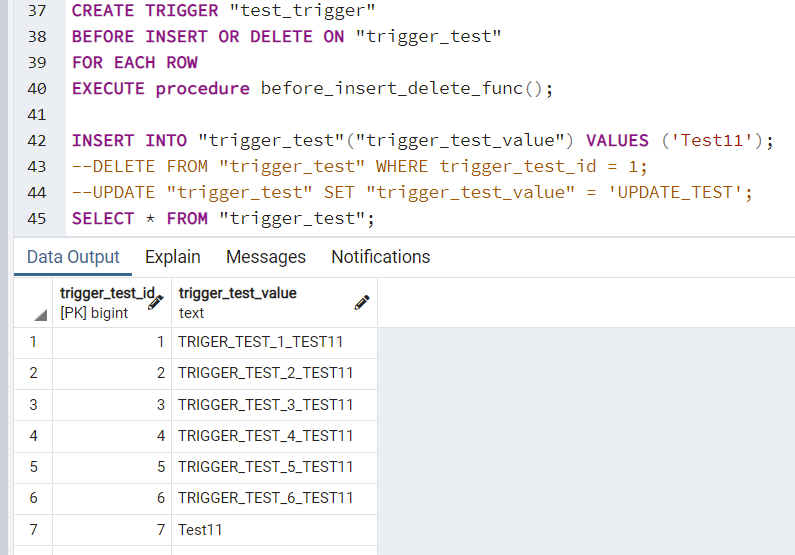 37 CREATE TRIGGER "test_trigger"
38 BEFORE INSERT OR DELETE ON "trigger_test"
39 FOR EACH ROW
40 EXECUTE procedure before_insert_delete_func();
41
42 INSERT INTO "trigger_test"("trigger_test_value") VALUES ('Test11');
43 --DELETE FROM "trigger_test" WHERE trigger_test_id = 1;
44 --UPDATE "trigger_test" SET "trigger_test_value" = 'UPDATE_TEST';
45 SELECT * FROM "trigger_test";
Data Output Explain Messages Notifications
trigger_test_id trigger_test_value
[PK] bigint text
1 1 TRIGER_TEST_1_TEST11
2 2 TRIGGER_TEST_2_TEST11
3 3 TRIGGER_TEST_3_TEST11
4 4 TRIGGER_TEST_4_TEST11
5 5 TRIGGER_TEST_5_TEST11
6 6 TRIGGER_TEST_6_TEST11
7 7 Test11